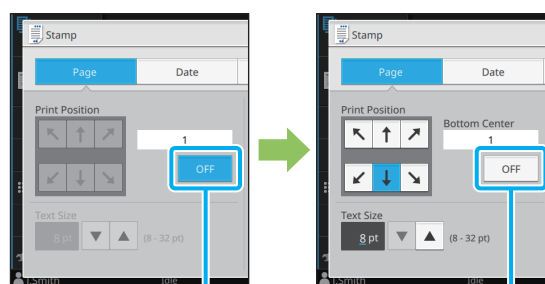 Stamp
Page
Date
Print Position
1
OFF
Text Size
8 pt
(8 - 32 pt)
J.Smith
Idle
Stamp
Page
Date
Print Position
Bottom Center
1
OFF
Text Size
8 pt
(8 - 32 pt)
J.Smith
Idle